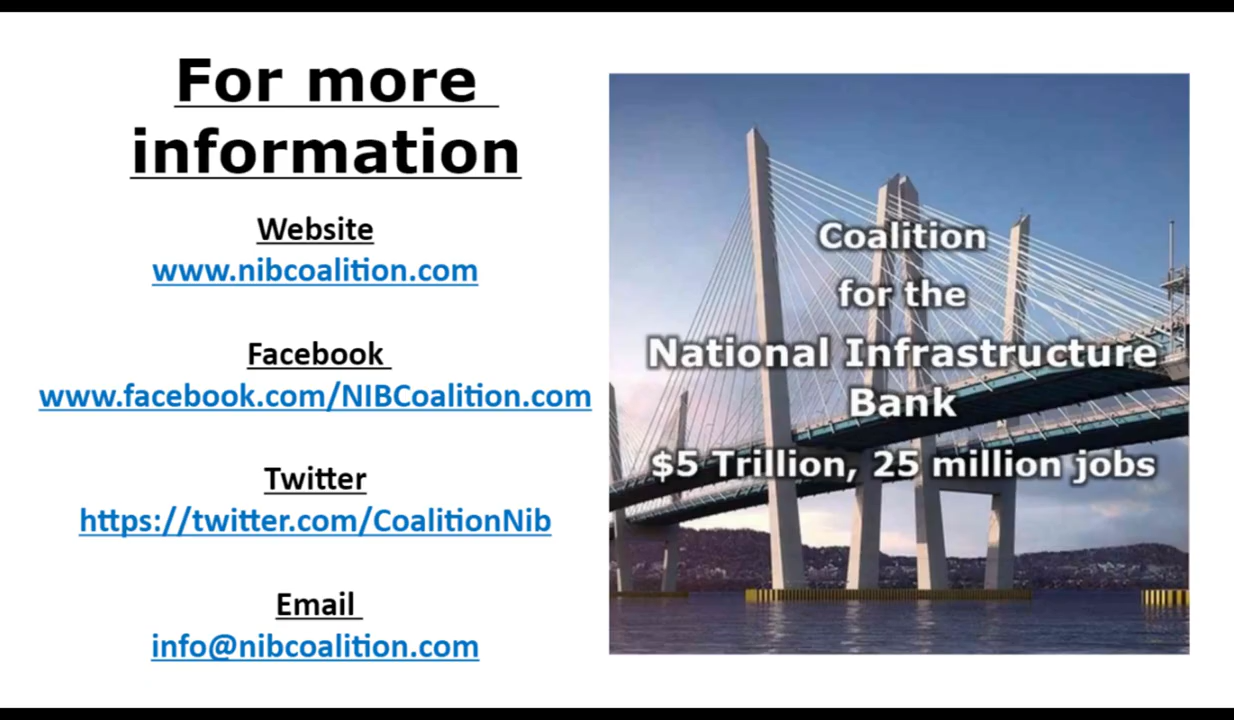 For more
information
Website
www.nibcoalition.com
Facebook
www.facebook.com/NIBCoalition.com
Twitter
https://twitter.com/CoalitionNib
Email
info@nibcoalition.com
Coalition
for the
National Infrastructure
Bank
$5 Trillion, 25 million jobs